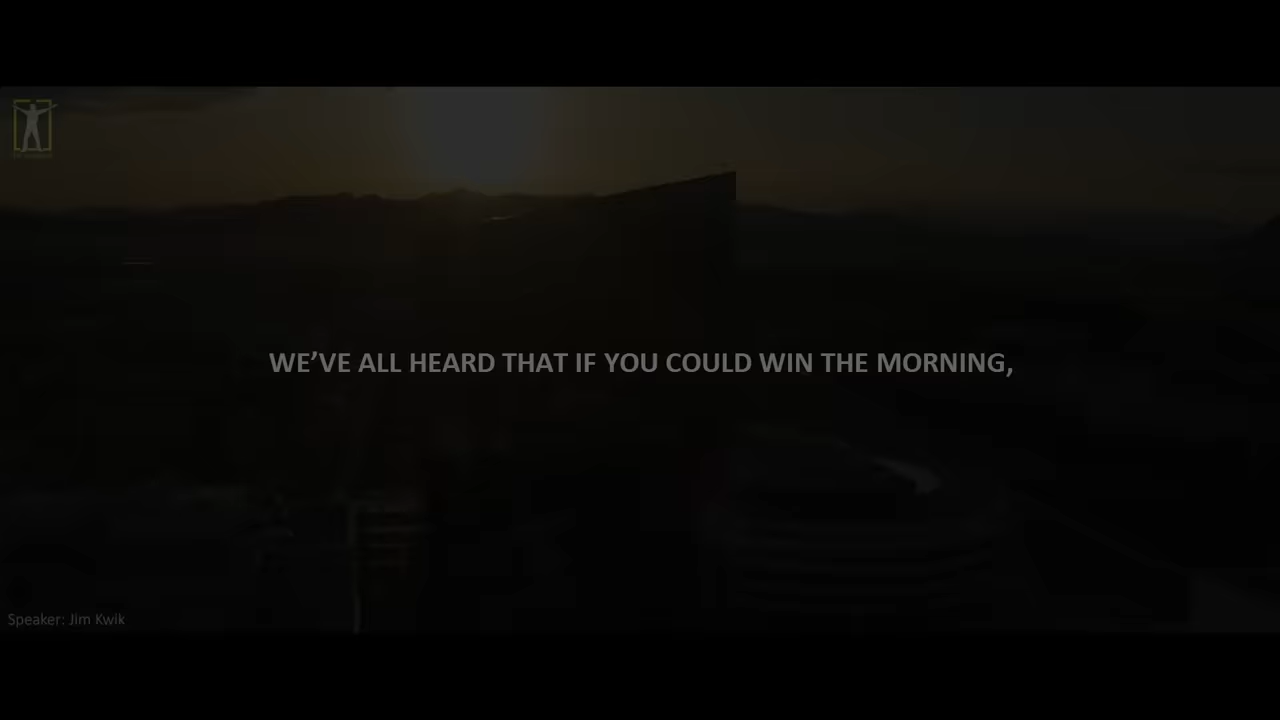 WE’VE ALL HEARD THAT IF YOU COULD WIN THE MORNING,
Speaker: Jim Kwik